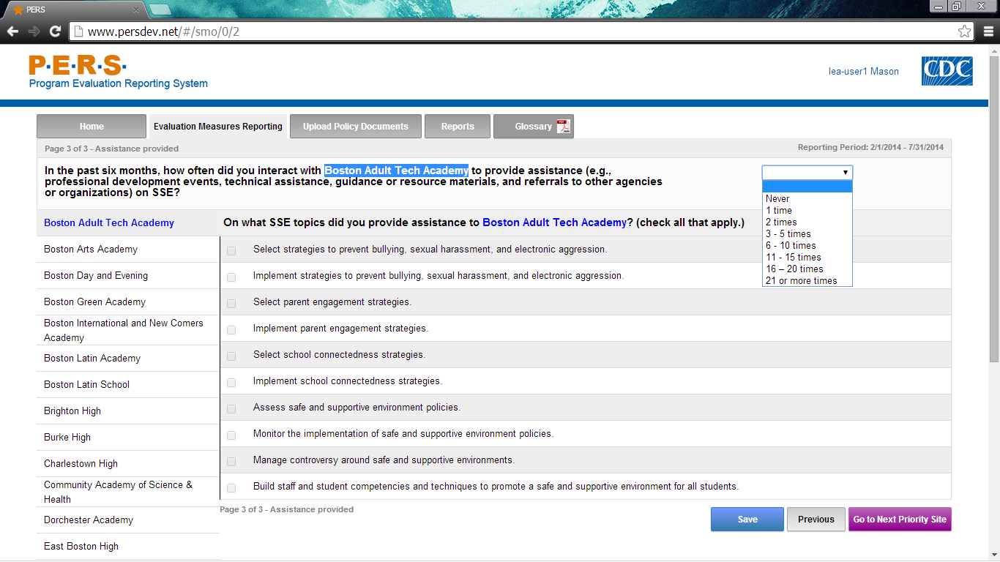 PERS
www.persdev.net/#/smo/0/2
P·E·R·S·
Program Evaluation Reporting System
lea-user1 Mason
CDC
Home
Evaluation Measures Reporting
Upload Policy Documents
Reports
Glossary
Page 3 of 3 - Assistance provided
Reporting Period: 2/1/2014 - 7/31/2014
In the past six months, how often did you interact with Boston Adult Tech Academy to provide assistance (e.g.,
professional development events, technical assistance, guidance or resource materials, and referrals to other agencies
or organizations) on SSE?
Never
1 time
2 times
3 - 5 times
6 - 10 times
11 - 15 times
16 – 20 times
21 or more times
Boston Adult Tech Academy
Boston Arts Academy
Boston Day and Evening
Boston Green Academy
Boston International and New Comers
Academy
Boston Latin Academy
Boston Latin School
Brighton High
Burke High
Charlestown High
Community Academy of Science &
Health
Dorchester Academy
East Boston High
On what SSE topics did you provide assistance to Boston Adult Tech Academy? (check all that apply.)
Select strategies to prevent bullying, sexual harassment, and electronic aggression.
Implement strategies to prevent bullying, sexual harassment, and electronic aggression.
Select parent engagement strategies.
Implement parent engagement strategies.
Select school connectedness strategies.
Implement school connectedness strategies.
Assess safe and supportive environment policies.
Monitor the implementation of safe and supportive environment policies.
Manage controversy around safe and supportive environments.
Build staff and student competencies and techniques to promote a safe and supportive environment for all students.
Page 3 of 3 - Assistance provided
Save
Previous
Go to Next Priority Site